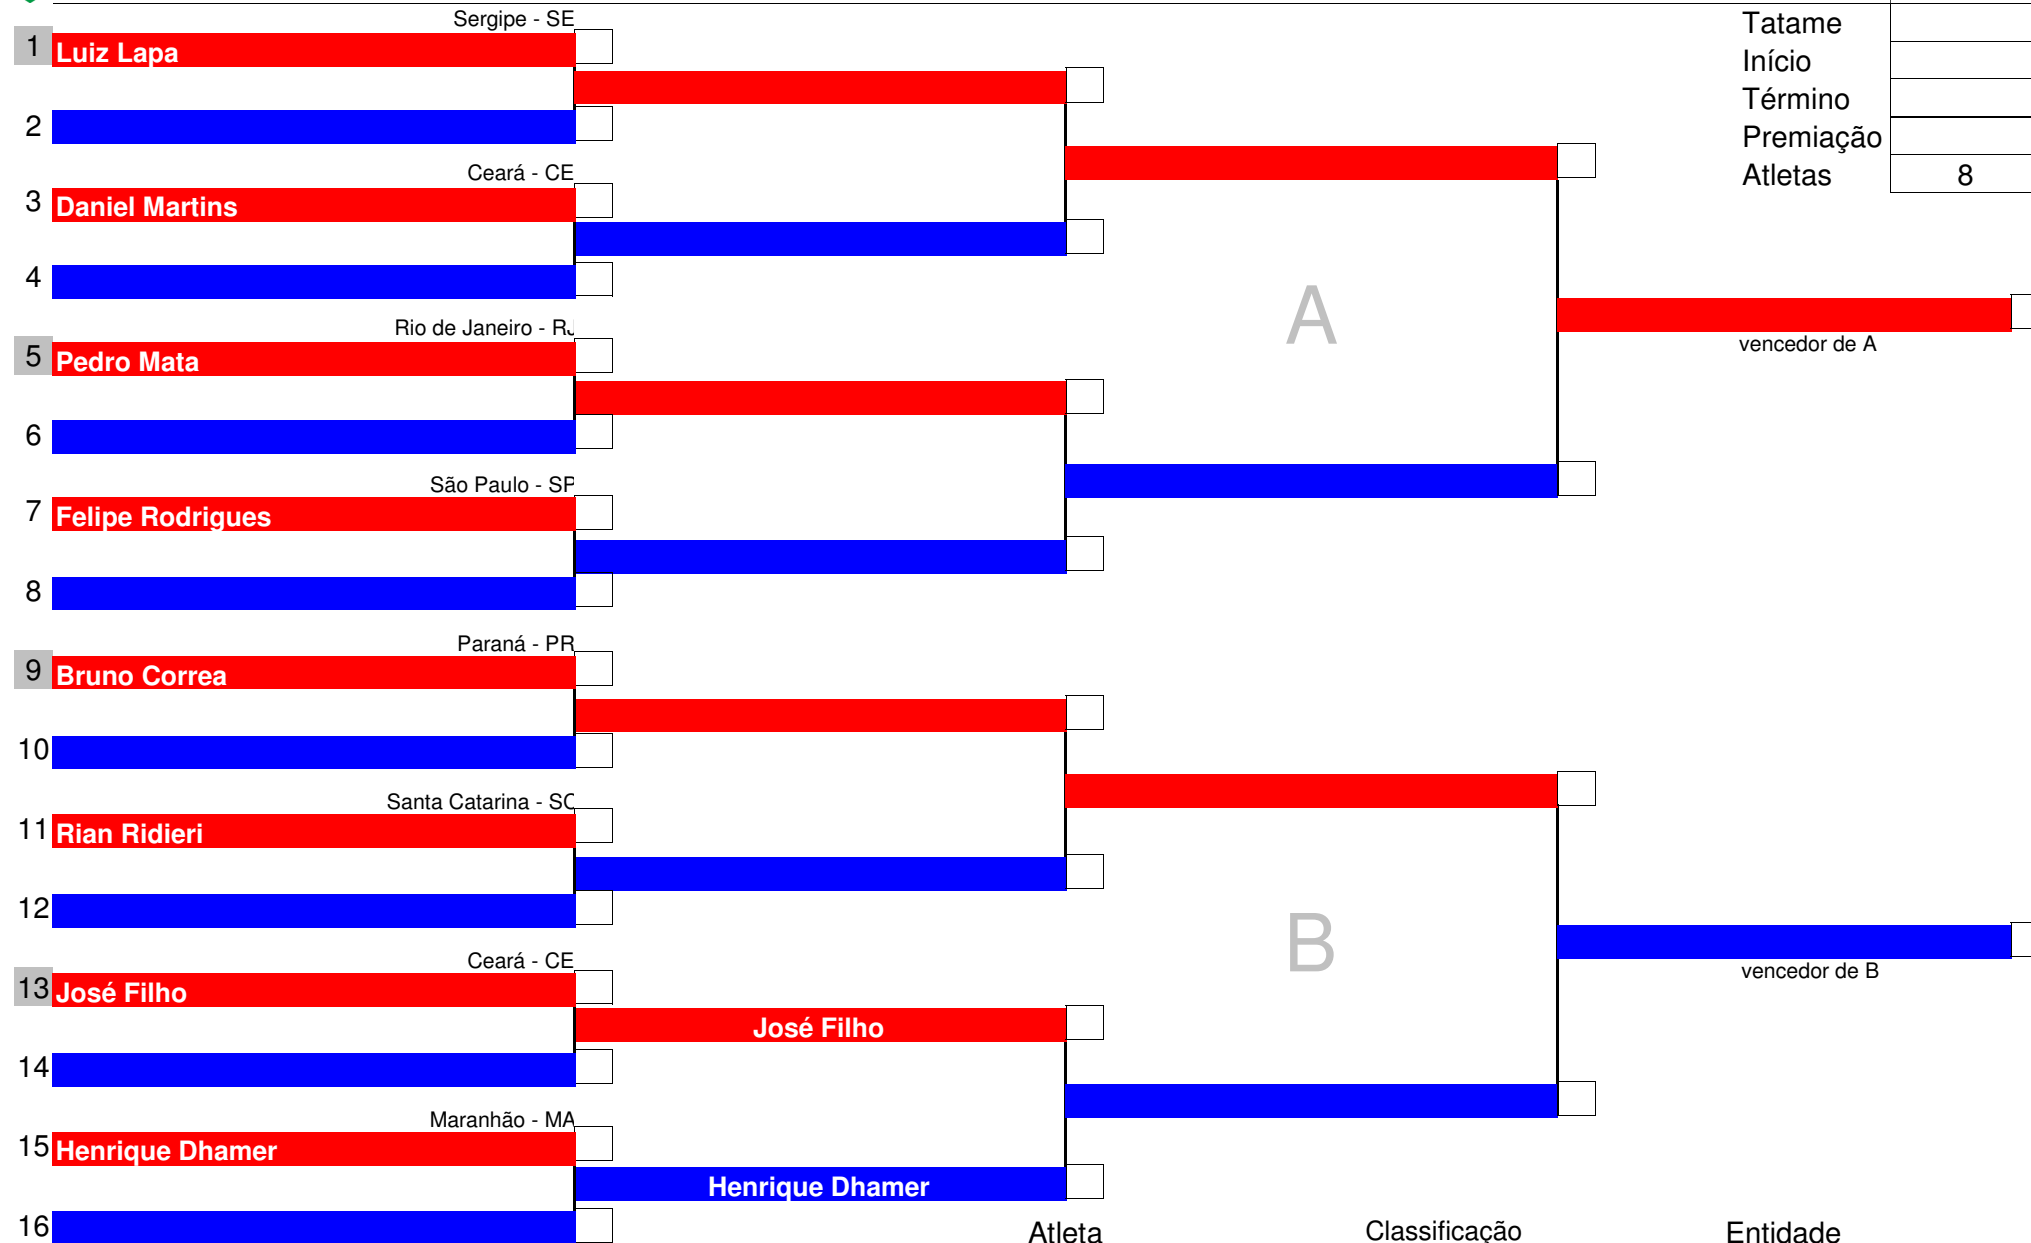 Sergipe - SE
1 Luiz Lapa
2
Ceará - CE
3 Daniel Martins
4
Rio de Janeiro - RJ
5 Pedro Mata
6
São Paulo - SP
7 Felipe Rodrigues
8
Paraná - PR
9 Bruno Correa
10
Santa Catarina - SC
11 Rian Ridieri
12
Ceará - CE
13 José Filho
14
Maranhão - MA
15 Henrique Dhamer
16
José Filho
Henrique Dhamer
A
B
Tatame
Início
Término
Premiação
Atletas 8
vencedor de A
vencedor de B
Atleta Classificação Entidade